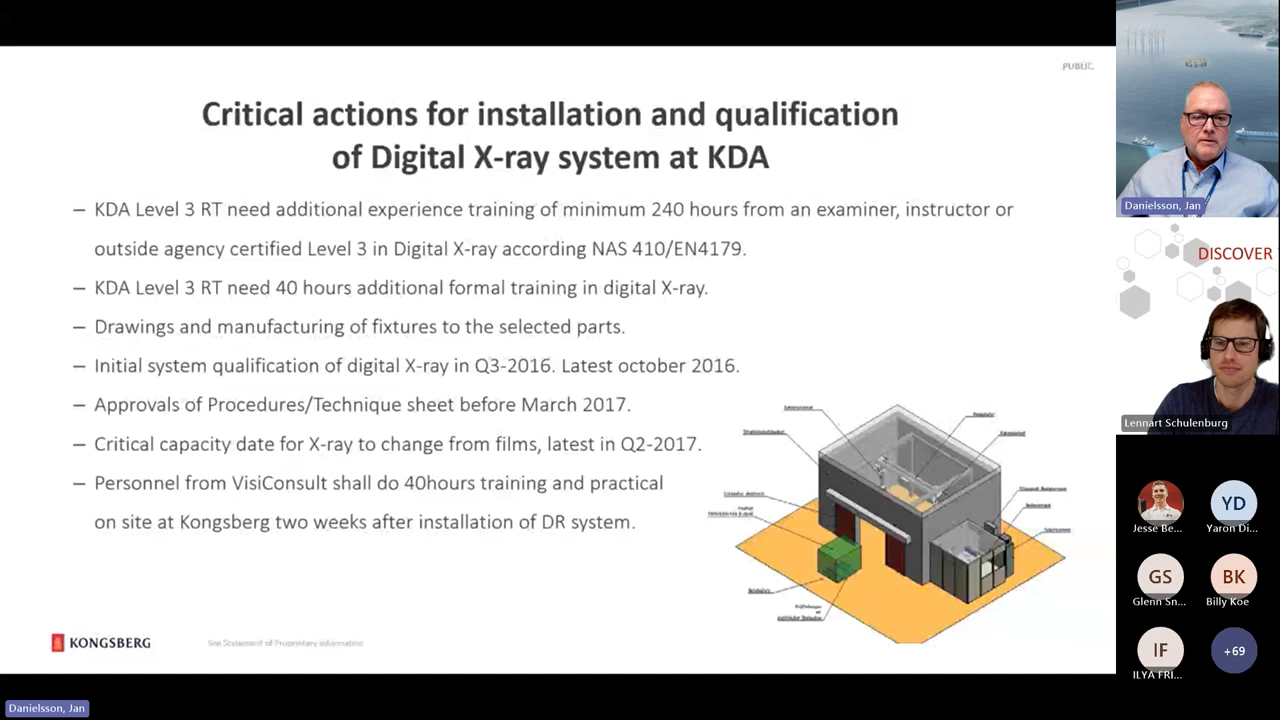 PUBLIC
Critical actions for installation and qualification
of Digital X-ray system at KDA
– KDA Level 3 RT need additional experience training of minimum 240 hours from an examiner, instructor or
outside agency certified Level 3 in Digital X-ray according NAS 410/EN4179.
– KDA Level 3 RT need 40 hours additional formal training in digital X-ray.
– Drawings and manufacturing of fixtures to the selected parts.
– Initial system qualification of digital X-ray in Q3-2016. Latest october 2016.
– Approvals of Procedures/Technique sheet before March 2017.
– Critical capacity date for X-ray to change from films, latest in Q2-2017.
– Personnel from VisiConsult shall do 40hours training and practical
on site at Kongsberg two weeks after installation of DR system.
KONGSBERG
See Statement of Proprietary information
Danielsson, Jan
Danielsson, Jan
DISCOVER
Lennart Schulenburg
YD
Jesse Be...
Yaron Di...
GS
BK
Glenn Sn...
Billy Koe
IF
+69
ILYA FRI...